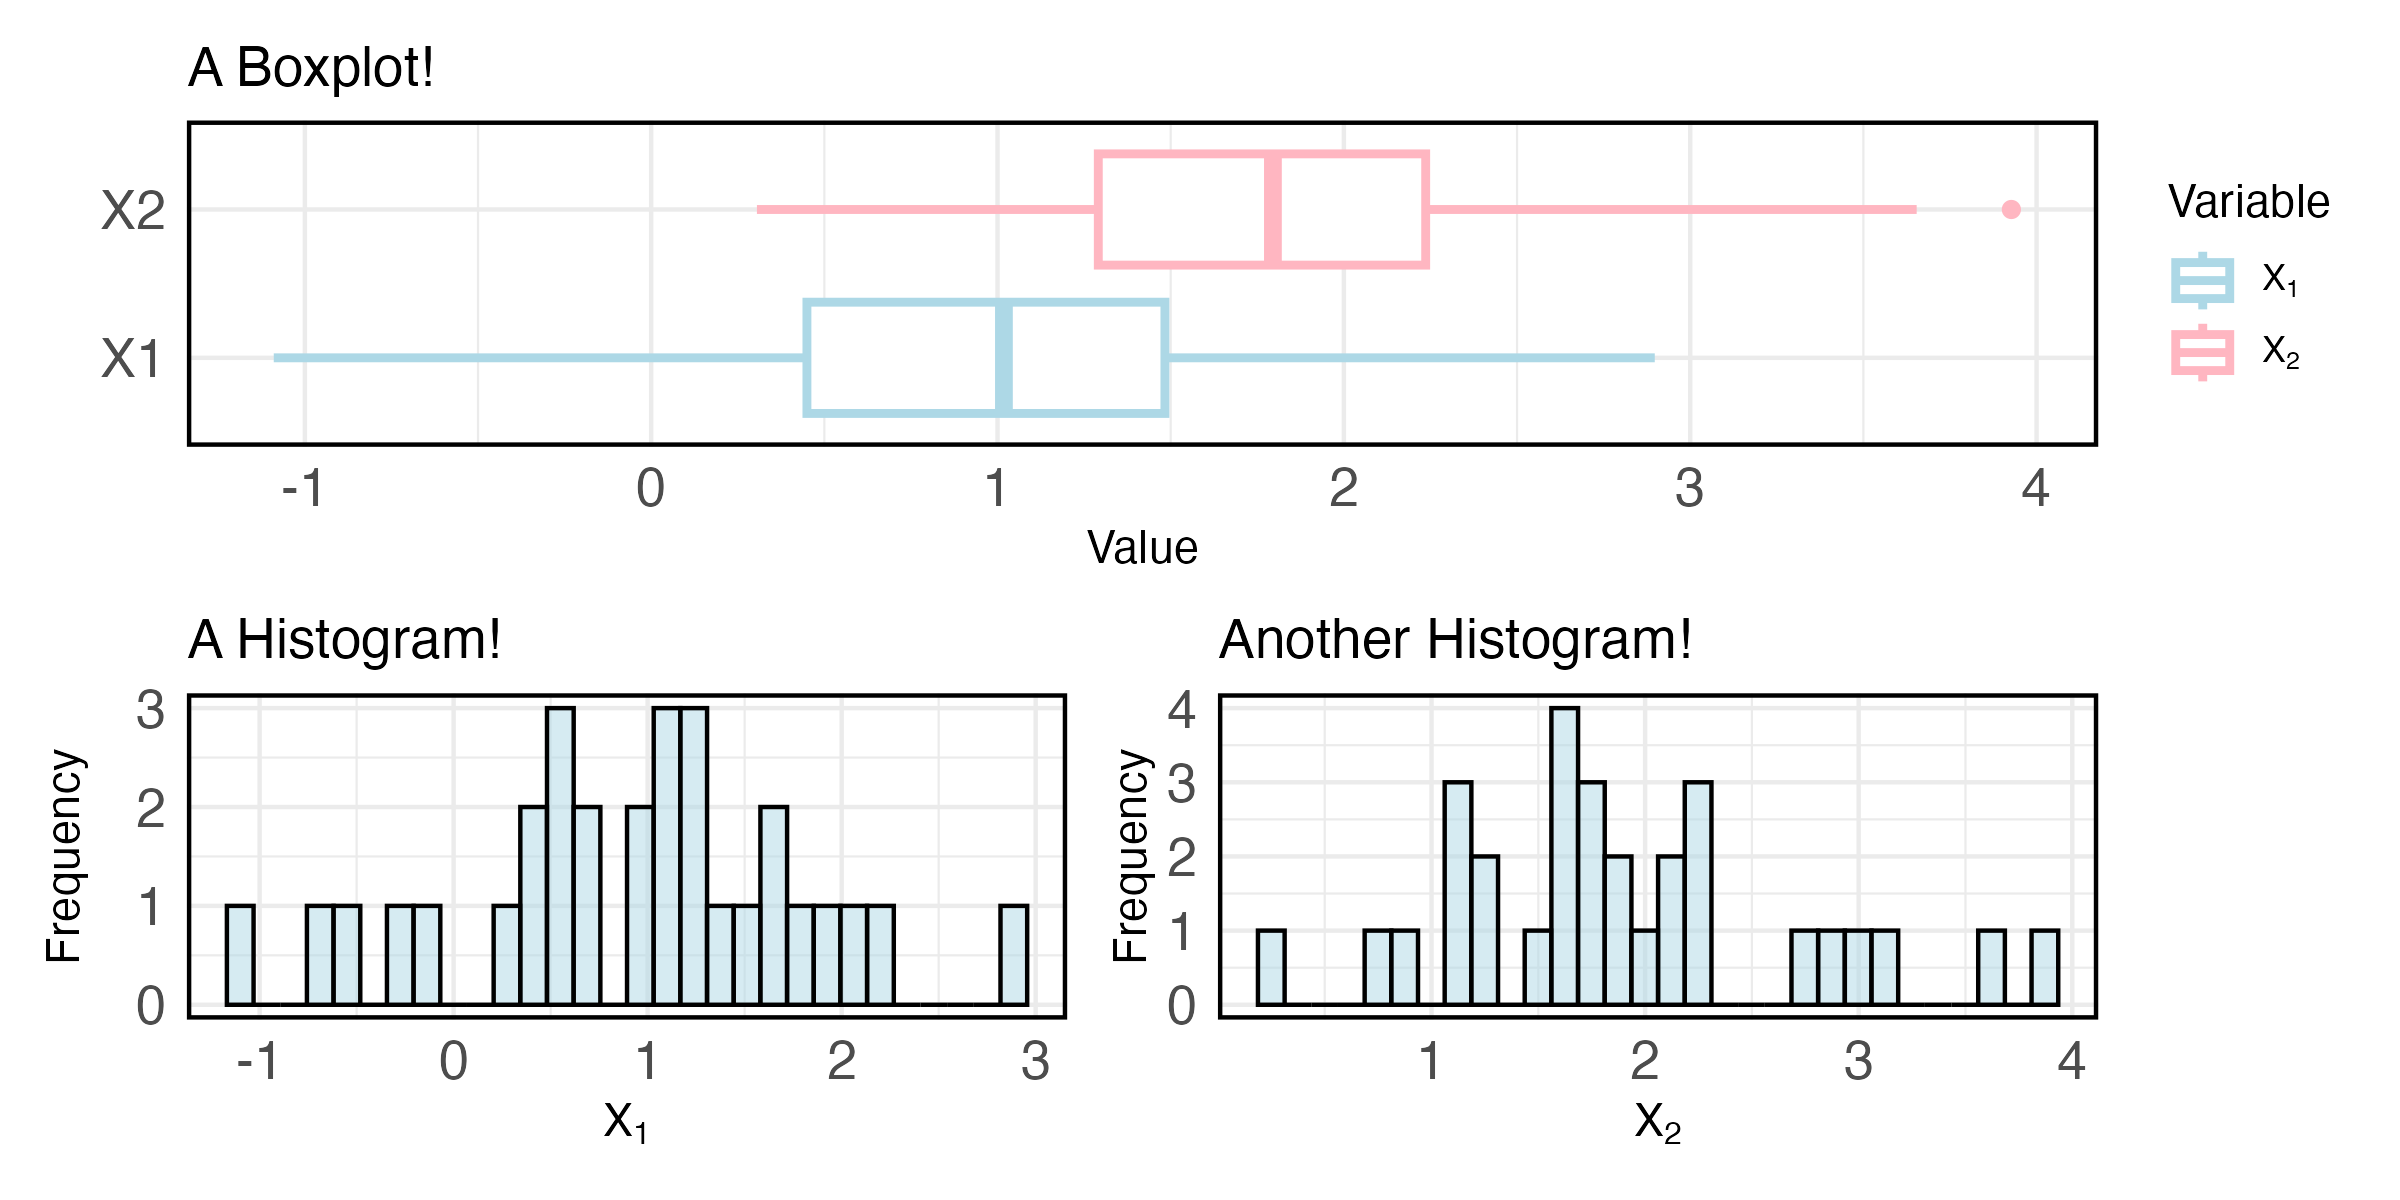 A Boxplot!
X2
X1
-1 0 1 2 3 4
Value
Variable
X₁
X₂
A Histogram!
Frequency
3
2
1
0
-1 0 1 2 3
X₁
Another Histogram!
Frequency
4
3
2
1
0
1 2 3 4
X₂